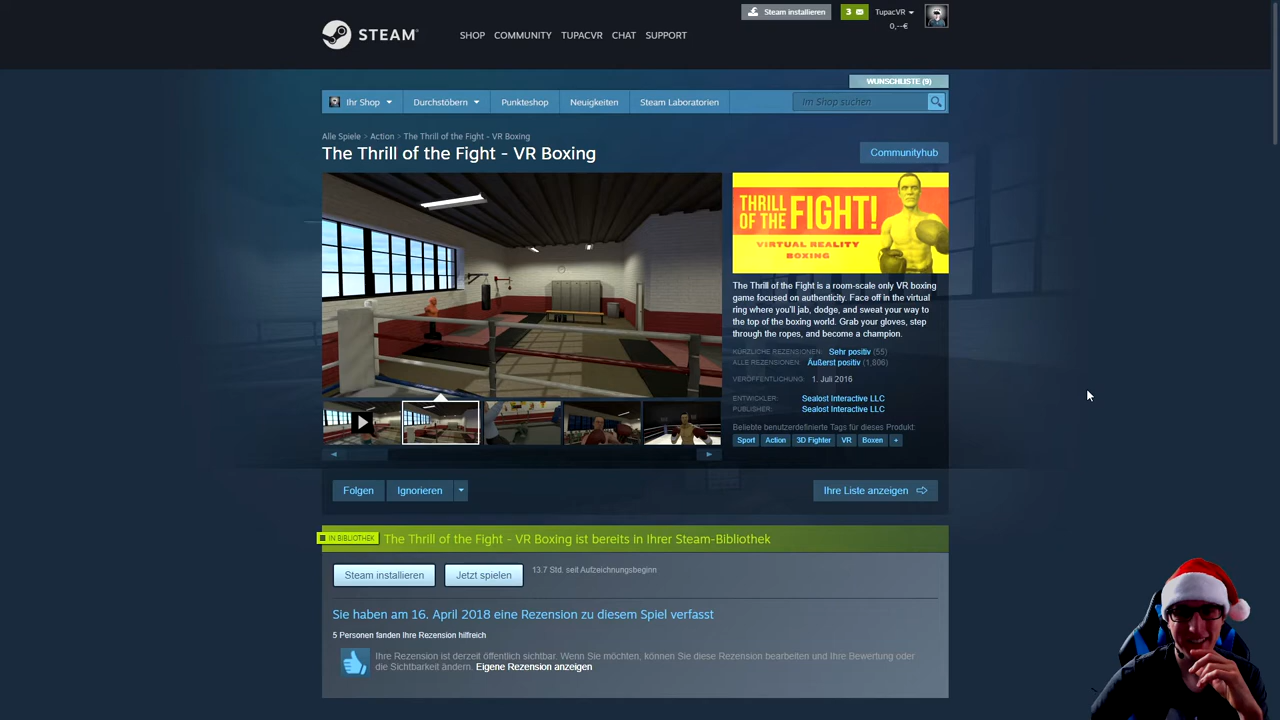 Steam installieren
3
TupacVR
0,--€
STEAM
SHOP COMMUNITY TUPACVR CHAT SUPPORT
WUNSCHLISTE (9)
Ihr Shop Durchstöbern Punkteshop Neuigkeiten Steam Laboratorien
Im Shop suchen
Alle Spiele > Action > The Thrill of the Fight - VR Boxing
The Thrill of the Fight - VR Boxing
Communityhub
THRILL
OF THE FIGHT!
VIRTUAL REALITY
BOXING
The Thrill of the Fight is a room-scale only VR boxing
game focused on authenticity. Face off in the virtual
ring where you'll jab, dodge, and sweat your way to
the top of the boxing world. Grab your gloves, step
through the ropes, and become a champion.
KÜRZLICHE REZENSIONEN: Sehr positiv (55)
ALLE REZENSIONEN: Äußerst positiv (1,806)
VERÖFFENTLICHUNG: 1. Juli 2016
ENTWICKLER: Sealost Interactive LLC
PUBLISHER: Sealost Interactive LLC
Beliebte benutzerdefinierte Tags für dieses Produkt:
Sport Action 3D Fighter VR Boxen +
Folgen Ignorieren Ihre Liste anzeigen
IN BIBLIOTHEK The Thrill of the Fight - VR Boxing ist bereits in Ihrer Steam-Bibliothek
Steam installieren Jetzt spielen 13.7 Std. seit Aufzeichnungsbeginn
Sie haben am 16. April 2018 eine Rezension zu diesem Spiel verfasst
5 Personen fanden Ihre Rezension hilfreich
Ihre Rezension ist derzeit öffentlich sichtbar. Wenn Sie möchten, können Sie diese Rezension bearbeiten und Ihre Bewertung oder
die Sichtbarkeit ändern. Eigene Rezension anzeigen